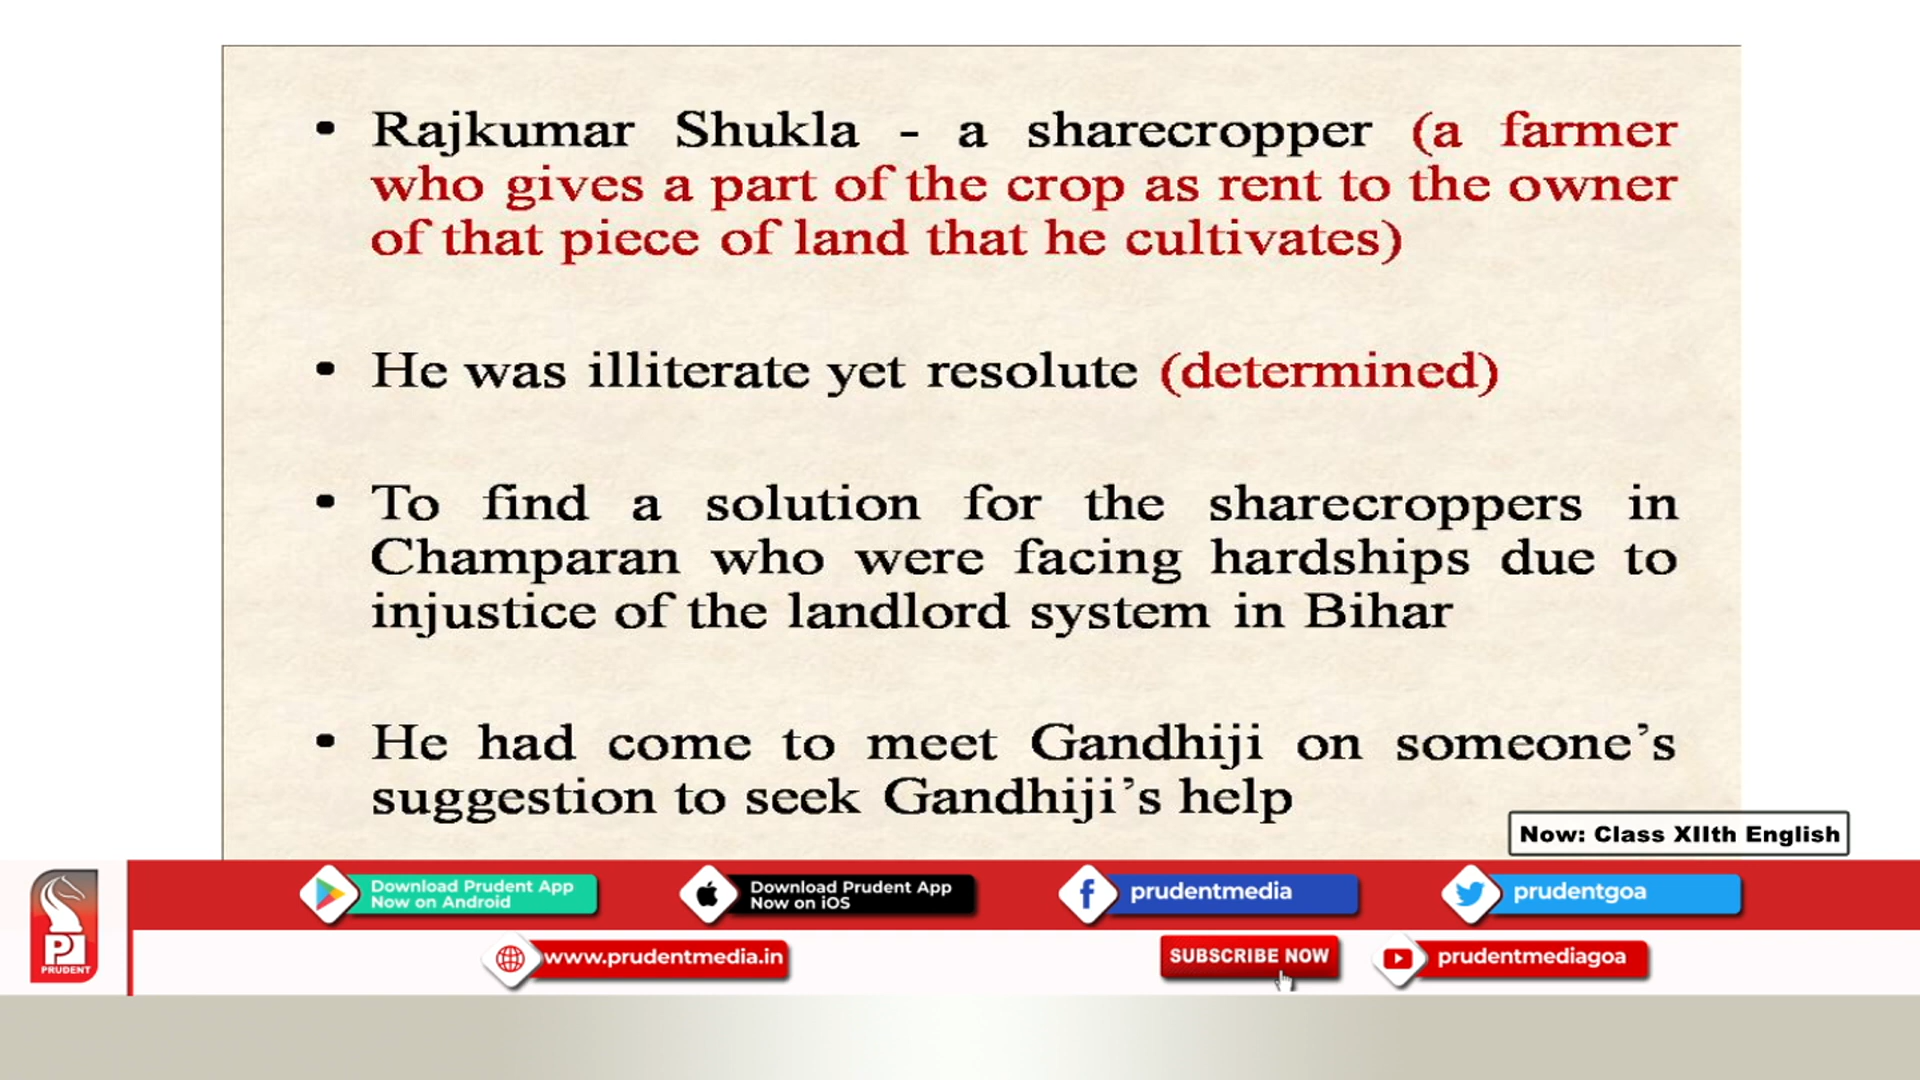 • Rajkumar Shukla - a sharecropper (a farmer
who gives a part of the crop as rent to the owner
of that piece of land that he cultivates)
• He was illiterate yet resolute (determined)
• To find a solution for the sharecroppers in
Champaran who were facing hardships due to
injustice of the landlord system in Bihar
• He had come to meet Gandhiji on someone’s
suggestion to seek Gandhiji’s help
Now: Class XIIth English
Download Prudent App
Now on Android
Download Prudent App
Now on iOS
prudentmedia
prudentgoa
PRUDENT
www.prudentmedia.in
SUBSCRIBE NOW
prudentmediagoa